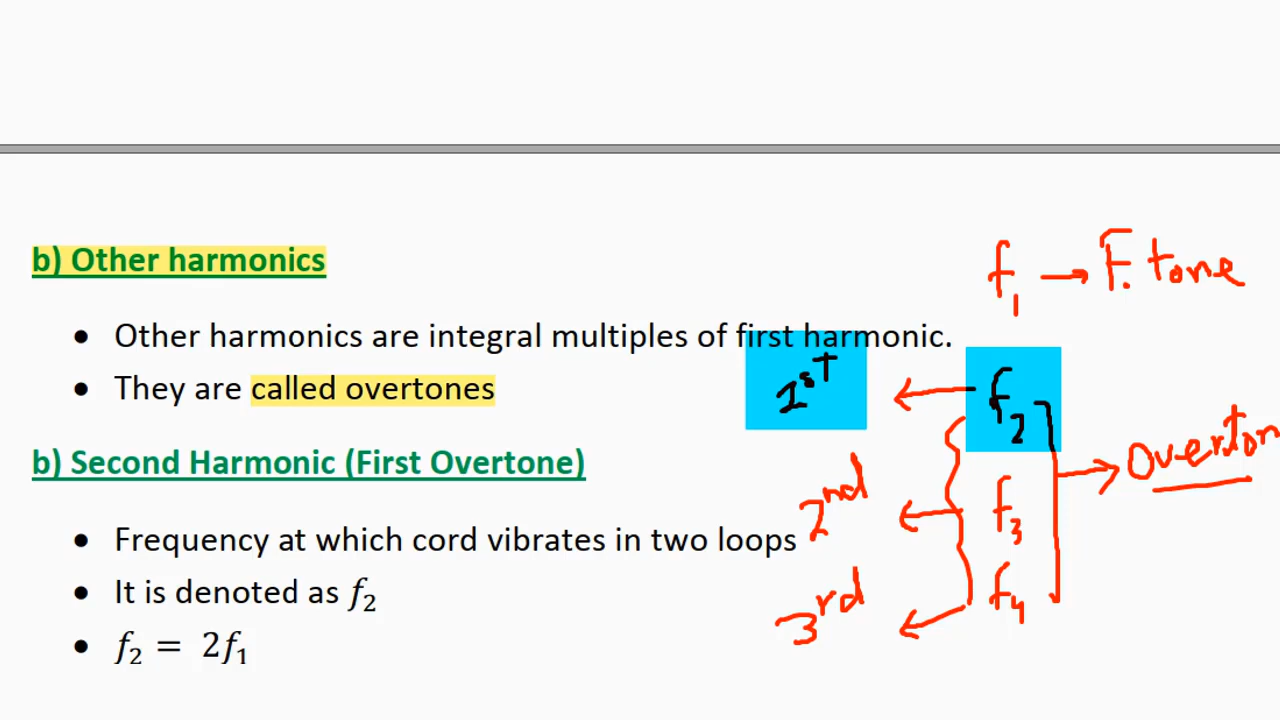 b) Other harmonics
f1 → F. tone
• Other harmonics are integral multiples of first harmonic.
• They are called overtones
1st ← f2
→ Overton
b) Second Harmonic (First Overtone)
2nd ← f3
• Frequency at which cord vibrates in two loops
• It is denoted as f₂
3rd ← f4
• f₂ = 2f₁